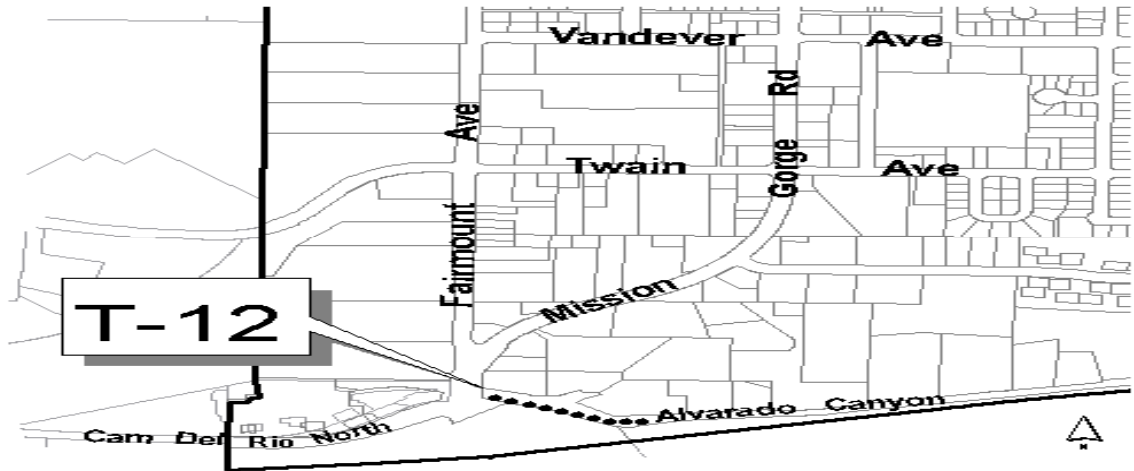 Vandever Ave
Fairmount Ave
Twain Ave
Mission Gorge Rd
T-12
Alvarado Canyon
Cam Del Rio North
N